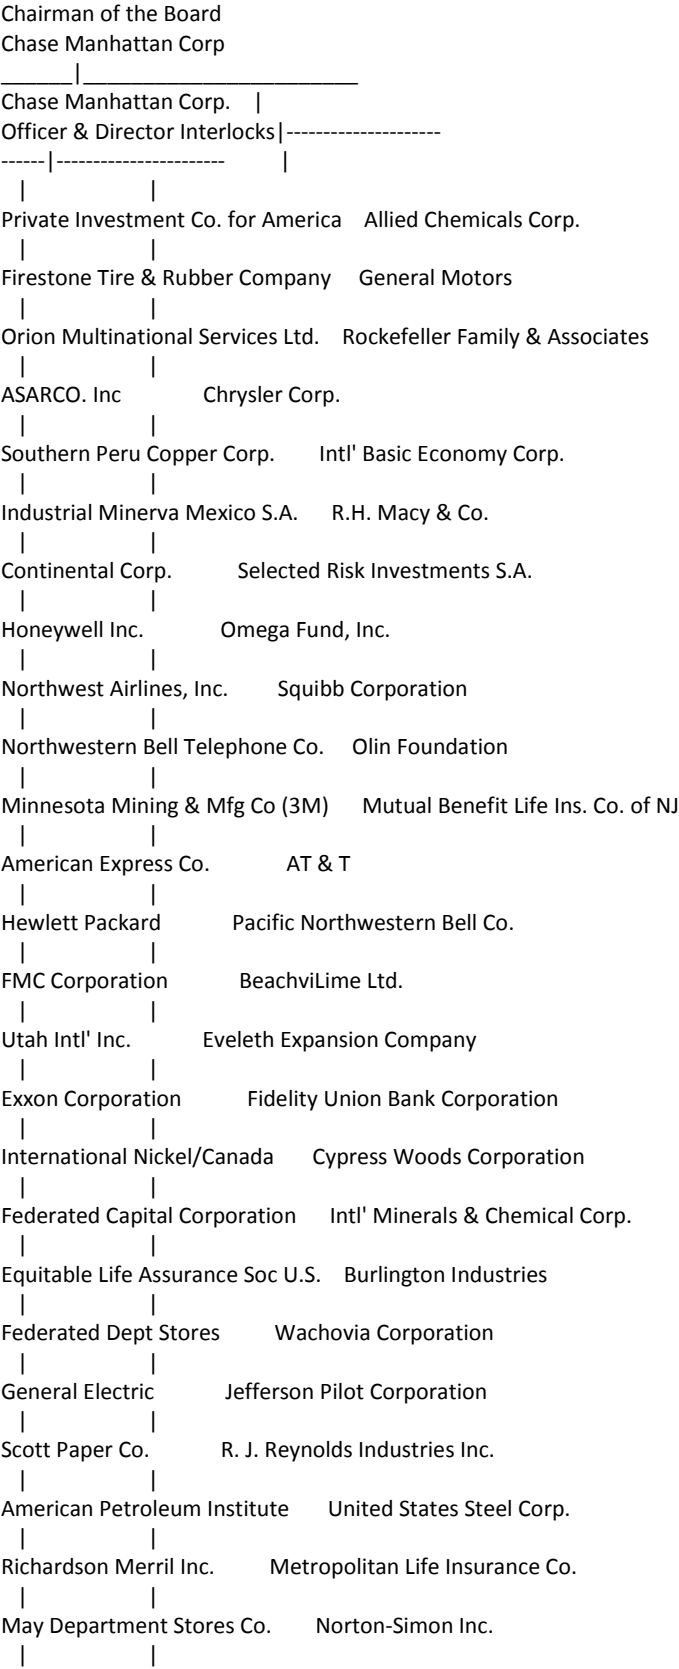 Chairman of the Board
Chase Manhattan Corp
______|_______________________
Chase Manhattan Corp. |
Officer & Director Interlocks|---------------------
------|----------------------- |
| |
Private Investment Co. for America Allied Chemicals Corp.
| |
Firestone Tire & Rubber Company General Motors
| |
Orion Multinational Services Ltd. Rockefeller Family & Associates
| |
ASARCO. Inc Chrysler Corp.
| |
Southern Peru Copper Corp. Intl' Basic Economy Corp.
| |
Industrial Minerva Mexico S.A. R.H. Macy & Co.
| |
Continental Corp. Selected Risk Investments S.A.
| |
Honeywell Inc. Omega Fund, Inc.
| |
Northwest Airlines, Inc. Squibb Corporation
| |
Northwestern Bell Telephone Co. Olin Foundation
| |
Minnesota Mining & Mfg Co (3M) Mutual Benefit Life Ins. Co. of NJ
| |
American Express Co. AT & T
| |
Hewlett Packard Pacific Northwestern Bell Co.
| |
FMC Corporation BeachviLime Ltd.
| |
Utah Intl' Inc. Eveleth Expansion Company
| |
Exxon Corporation Fidelity Union Bank Corporation
| |
International Nickel/Canada Cypress Woods Corporation
| |
Federated Capital Corporation Intl' Minerals & Chemical Corp.
| |
Equitable Life Assurance Soc U.S. Burlington Industries
| |
Federated Dept Stores Wachovia Corporation
| |
General Electric Jefferson Pilot Corporation
| |
Scott Paper Co. R. J. Reynolds Industries Inc.
| |
American Petroleum Institute United States Steel Corp.
| |
Richardson Merril Inc. Metropolitan Life Insurance Co.
| |
May Department Stores Co. Norton-Simon Inc.
| |